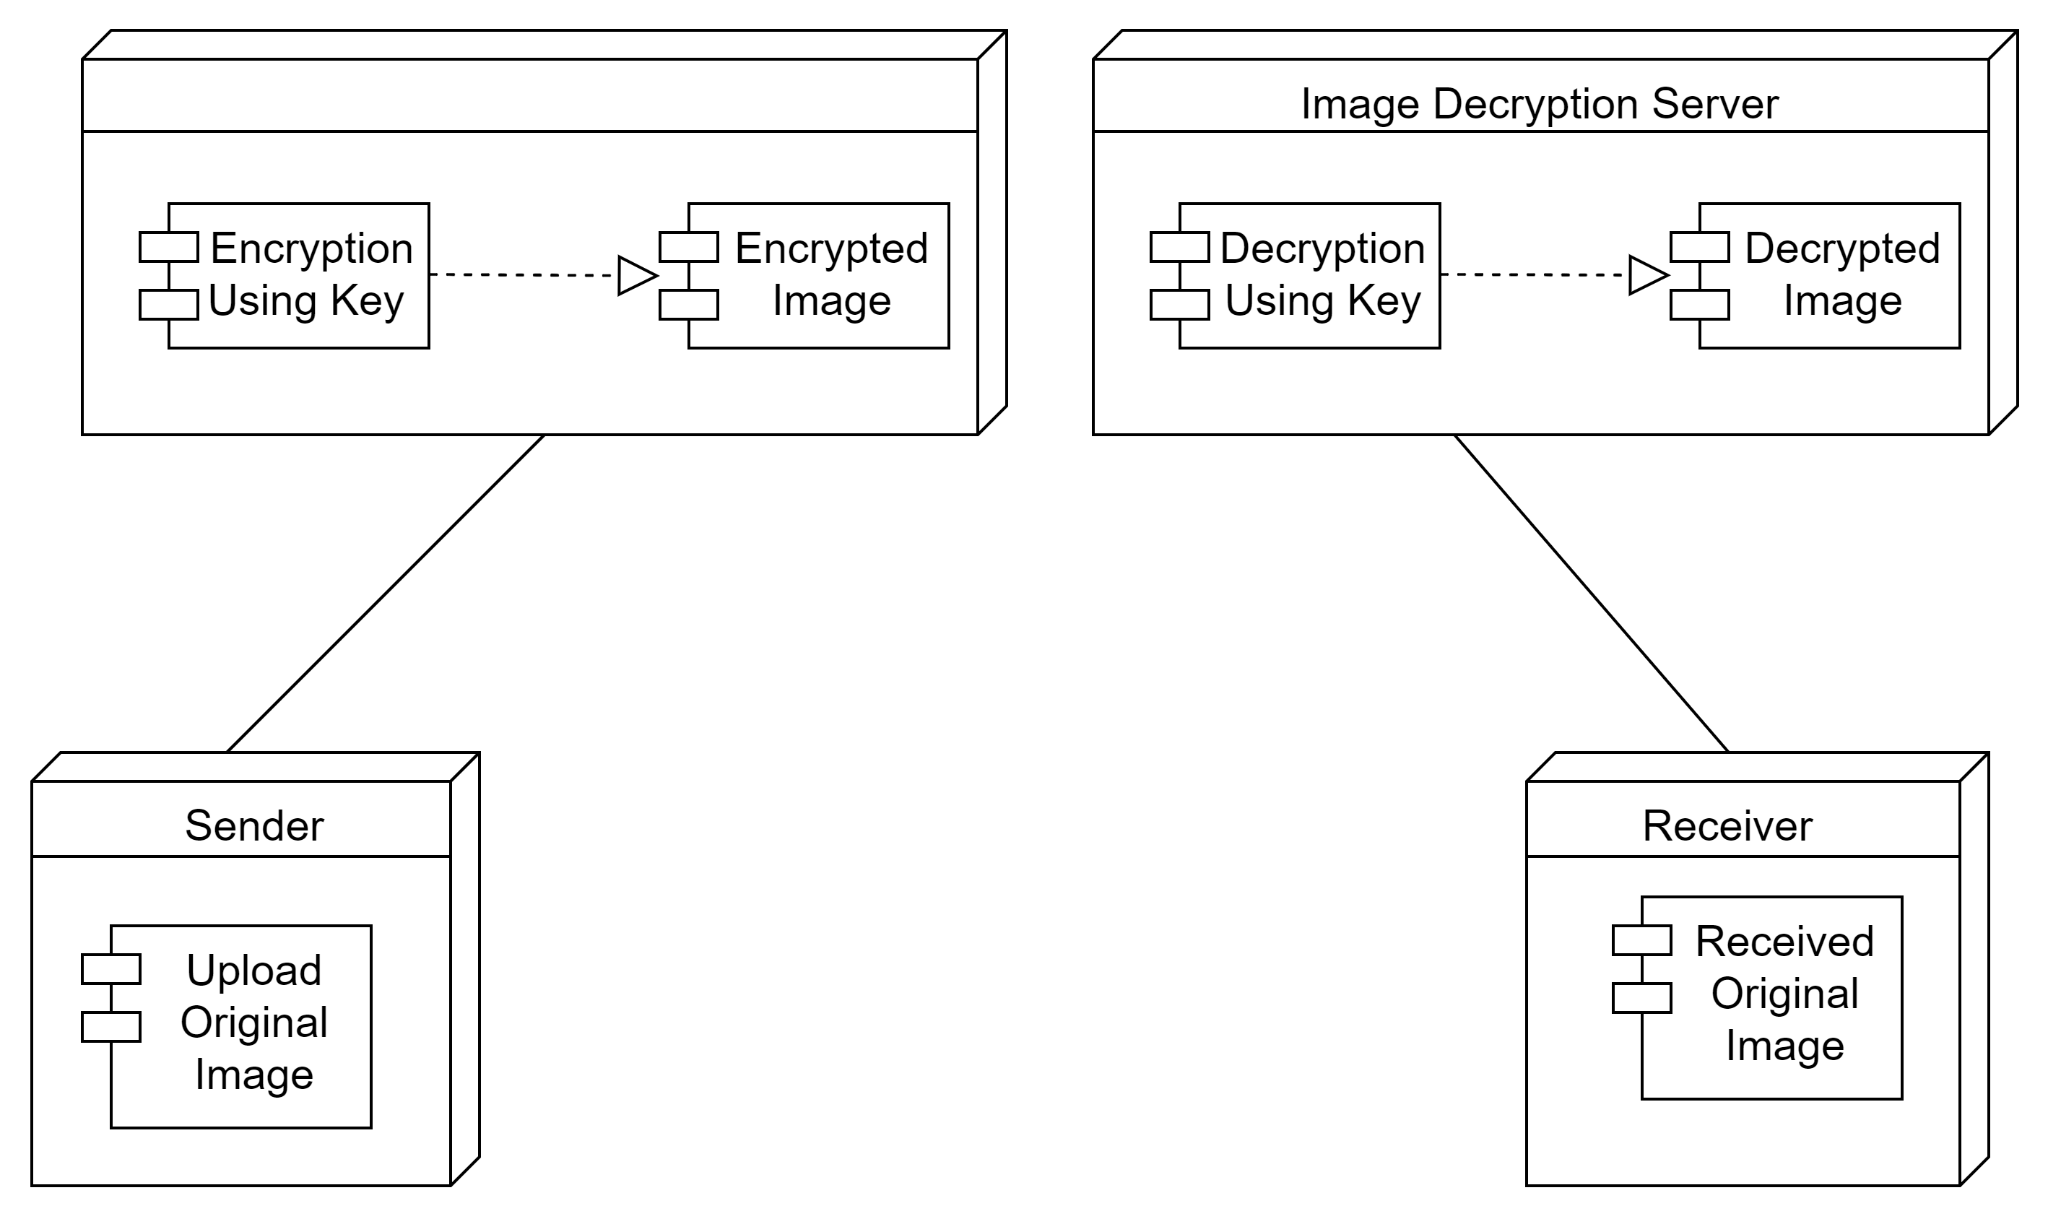 Image Decryption Server
Encryption
Using Key
Encrypted
Image
Decryption
Using Key
Decrypted
Image
Sender
Upload
Original
Image
Receiver
Received
Original
Image